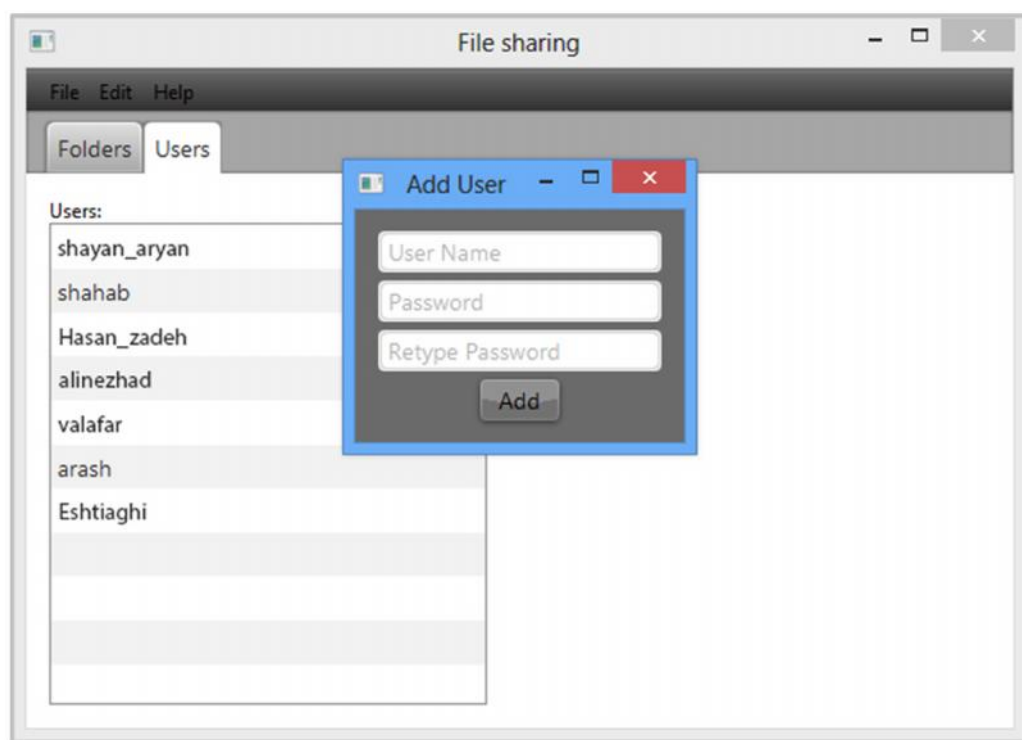 File sharing
File Edit Help
Folders Users
Users:
shayan_aryan
shahab
Hasan_zadeh
alinezhad
valafar
arash
Eshtiaghi
Add User
User Name
Password
Retype Password
Add